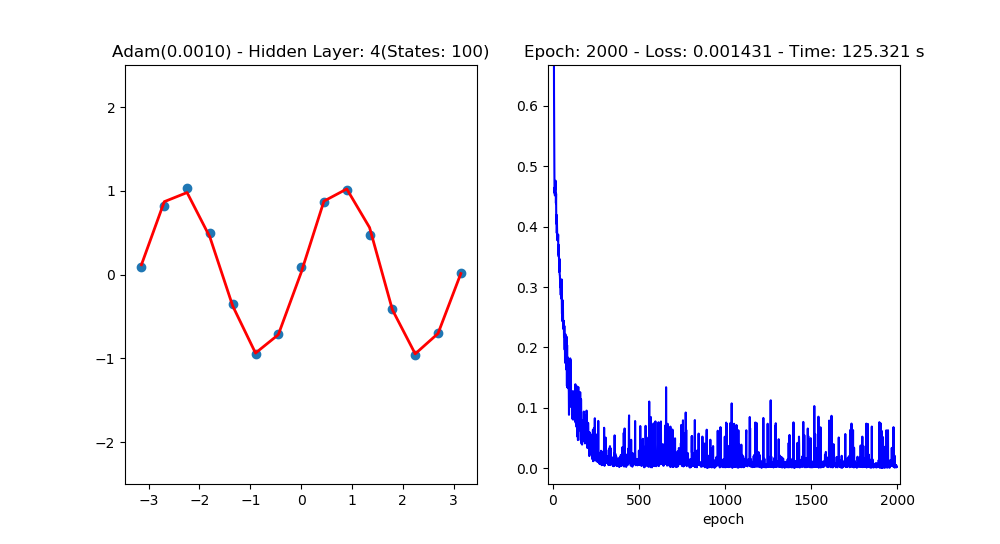 Adam(0.0010) - Hidden Layer: 4(States: 100)
2
1
0
−1
−2
−3 −2 −1 0 1 2 3
Epoch: 2000 - Loss: 0.001431 - Time: 125.321 s
0.6
0.5
0.4
0.3
0.2
0.1
0.0
0 500 1000 1500 2000
epoch